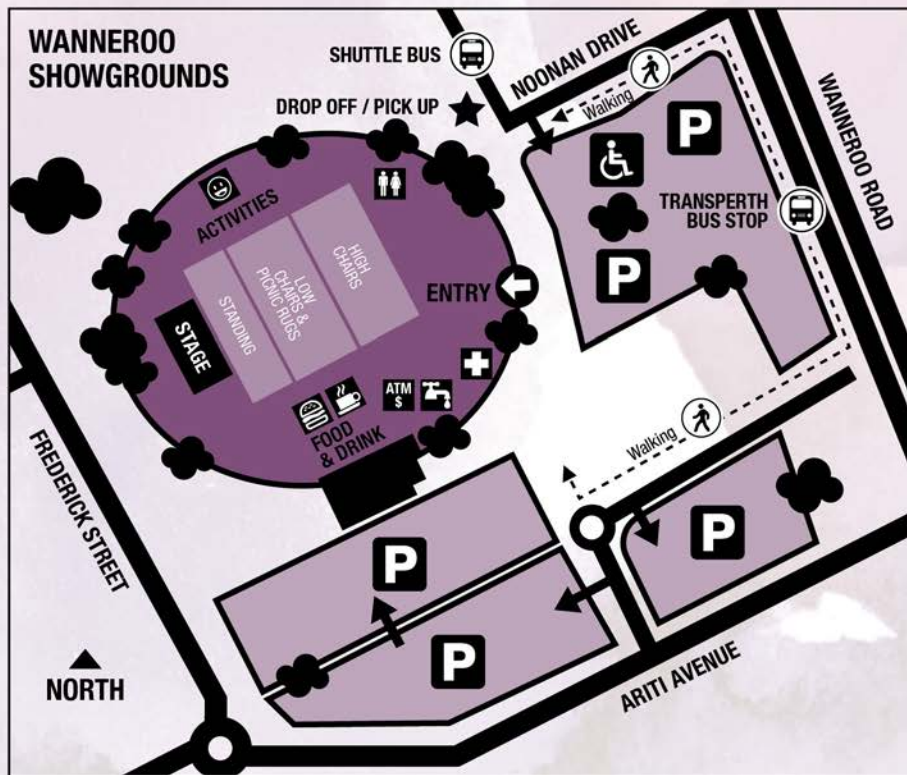 WANNEROO
SHOWGROUNDS
SHUTTLE BUS
DROP OFF / PICK UP
NOONAN DRIVE
Walking
P
WANNEROO ROAD
TRANSPERTH
BUS STOP
P
ACTIVITIES
HIGH
CHAIRS
LOW
CHAIRS &
PICNIC RUGS
STANDING
STAGE
ENTRY
ATM
$
FOOD
& DRINK
Walking
P
P
P
FREDERICK STREET
ARITI AVENUE
NORTH